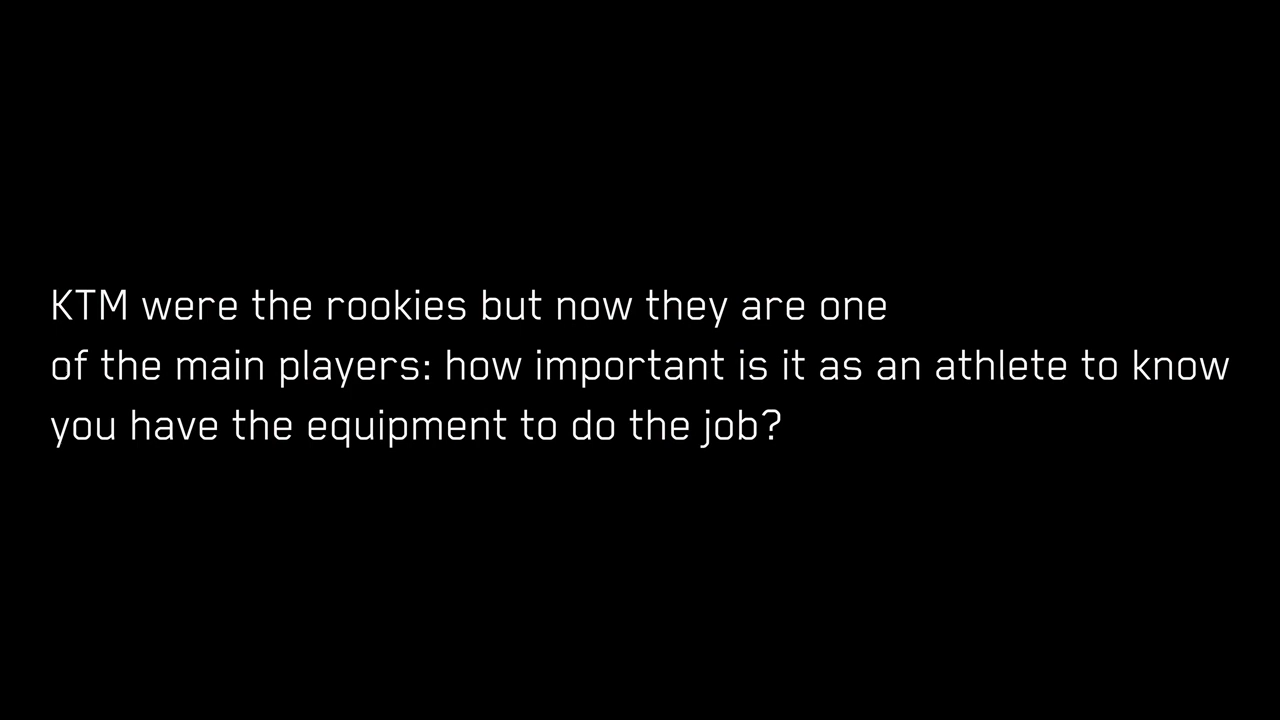 KTM were the rookies but now they are one
of the main players: how important is it as an athlete to know
you have the equipment to do the job?